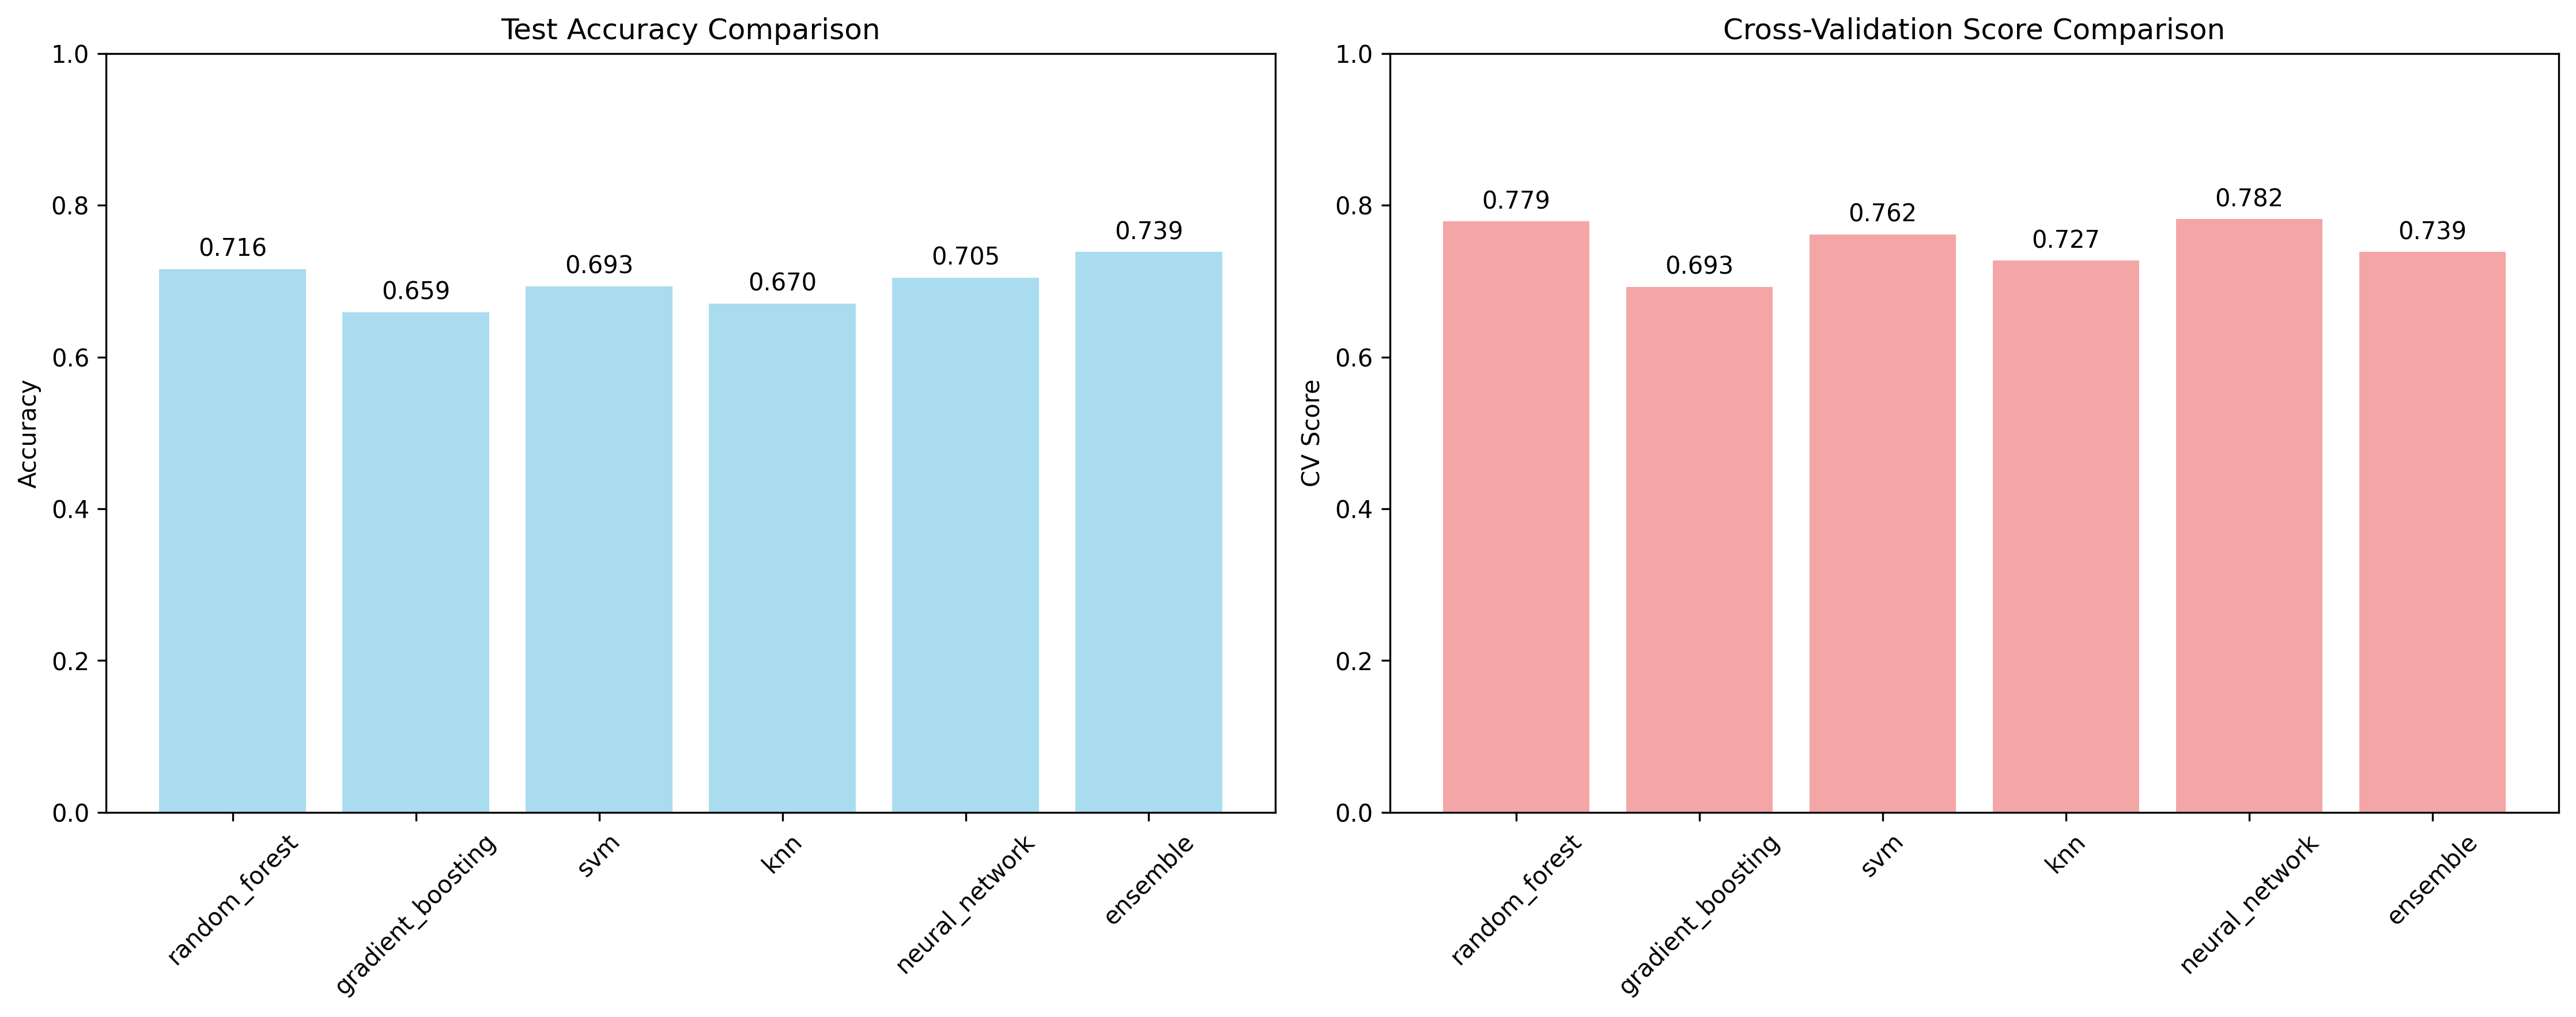 Test Accuracy Comparison
1.0
0.8
0.6
0.4
0.2
0.0
Accuracy
0.716
0.659
0.693
0.670
0.705
0.739
random_forest
gradient_boosting
svm
knn
neural_network
ensemble
Cross-Validation Score Comparison
1.0
0.8
0.6
0.4
0.2
0.0
CV Score
0.779
0.693
0.762
0.727
0.782
0.739
random_forest
gradient_boosting
svm
knn
neural_network
ensemble